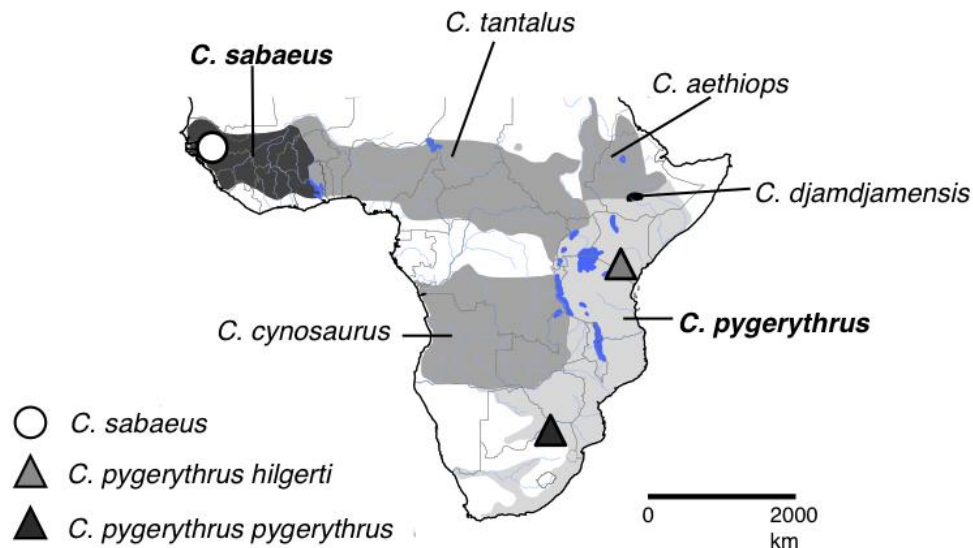 C. tantalus
C. sabaeus
C. aethiops
C. djamdjamensis
C. pygerythrus
C. cynosaurus
C. sabaeus
C. pygerythrus hilgerti
C. pygerythrus pygerythrus
0 2000
km